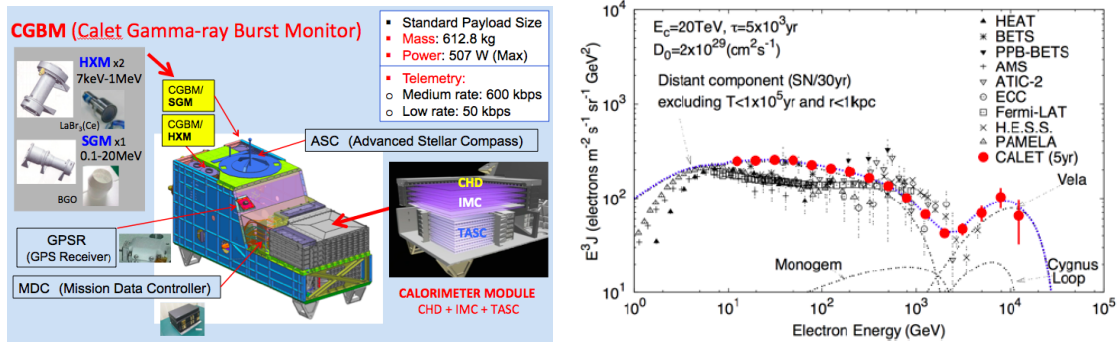 CGBM (Calet Gamma-ray Burst Monitor)
HXM x2
7keV-1MeV
LaBr3(Ce)
SGM x1
0.1-20MeV
BGO
CGBM/
SGM
CGBM/
HXM
Standard Payload Size
Mass: 612.8 kg
Power: 507 W (Max)
Telemetry:
Medium rate: 600 kbps
Low rate: 50 kbps
ASC (Advanced Stellar Compass)
GPSR
(GPS Receiver)
MDC (Mission Data Controller)
CHD
IMC
TASC
CALORIMETER MODULE
CHD + IMC + TASC
E³J (electrons m⁻² s⁻¹ sr⁻¹ GeV²)
10⁴
10³
10²
10¹
Ec=20TeV, τ=5x10³yr
D₀=2x10²⁹(cm²s⁻¹)
Distant component (SN/30yr)
excluding T<1x10⁵yr and r<1kpc
HEAT
BETS
PPB-BETS
AMS
ATIC-2
ECC
Fermi-LAT
H.E.S.S.
PAMELA
CALET (5yr)
Vela
Monogem
Cygnus
Loop
10⁰ 10¹ 10² 10³ 10⁴ 10⁵
Electron Energy (GeV)